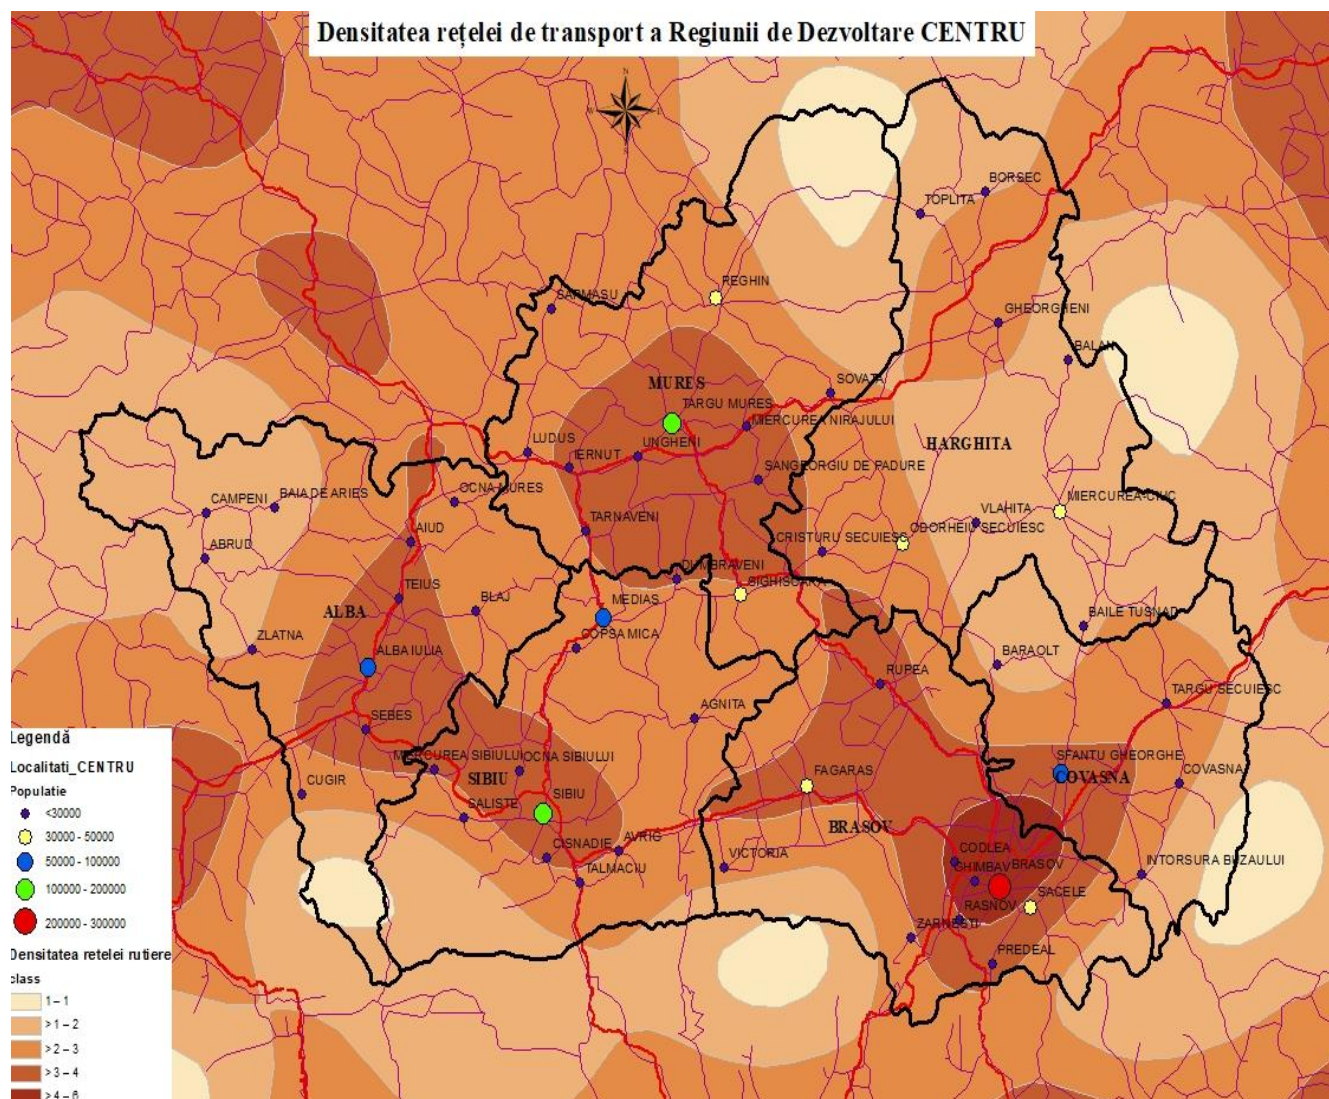 Densitatea rețelei de transport a Regiunii de Dezvoltare CENTRU
N
BORSEC
TOPLITA
REGHIN
SARMASU
GHEORGHENI
BALAN
SOVATA
MURES
TARGU MURES
MIERCUREA NIRAJULUI
HARGHITA
LUDUS
UNGHENI
IERNUT
SANGEORGIU DE PADURE
OCNA MURES
BAIA DE ARIES
CAMPENI
MIERCUREA-CIUC
VLAHITA
TARNAVENI
AIUD
ODORHEIU SECUIESC
CRISTURU SECUIESC
ABRUD
DUMBRAVENI
TEIUS
SIGHISOARA
BLAJ
MEDIAS
ALBA
BAILE TUSNAD
COPSA MICA
ZLATNA
ALBA IULIA
BARAOLT
RUPEA
TARGU SECUIESC
AGNITA
SEBES
MIERCUREA SIBIULUI
OCNA SIBIULUI
SFANTU GHEORGHE
SIBIU
FAGARAS
COVASNA
COVASNA
CUGIR
SIBIU
SALISTE
BRASOV
AVRIG
CISNADIE
VICTORIA
CODLEA
GHIMBAV
BRASOV
INTORSURA BUZAULUI
TALMACIU
SACELE
RASNOV
ZARNESTI
PREDEAL
Legendă
Localitati_CENTRU
Populatie
<30000
30000 - 50000
50000 - 100000
100000 - 200000
200000 - 300000
Densitatea retelei rutiere
class
1 – 1
> 1 – 2
> 2 – 3
> 3 – 4
> 4 – 6